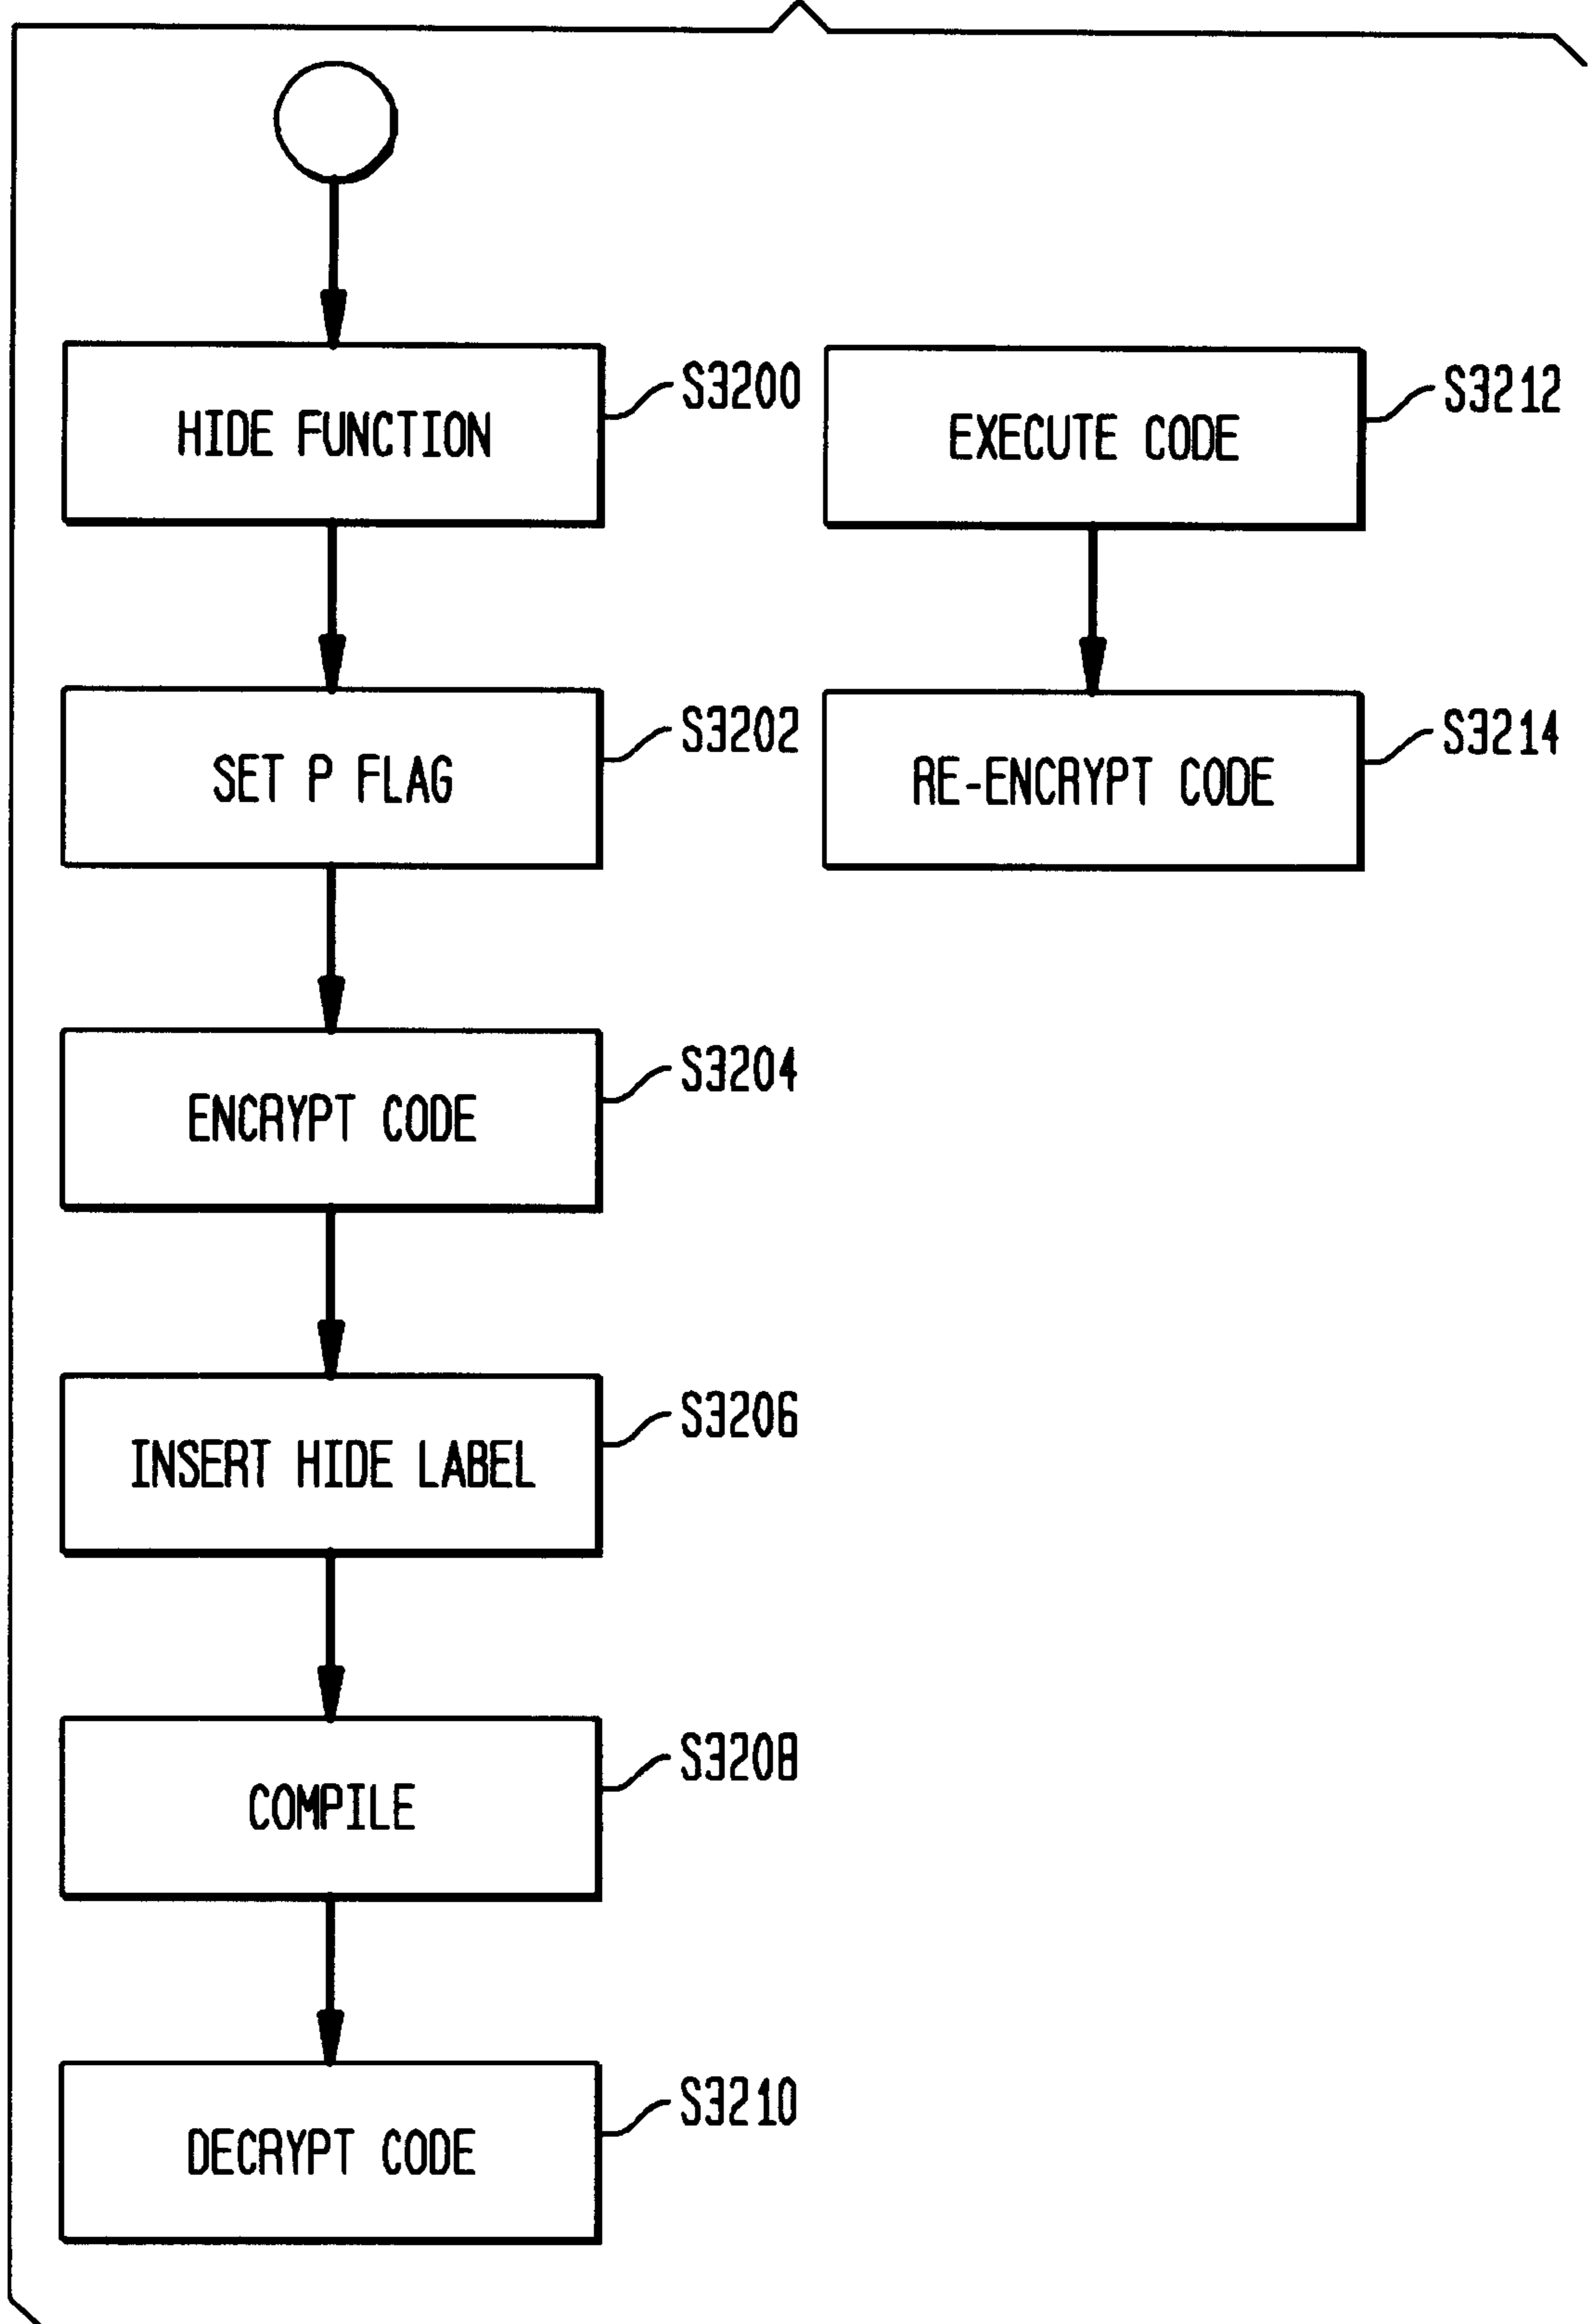 HIDE FUNCTION
S3200
SET P FLAG
S3202
ENCRYPT CODE
S3204
INSERT HIDE LABEL
S3206
COMPILE
S3208
DECRYPT CODE
S3210
EXECUTE CODE
S3212
RE-ENCRYPT CODE
S3214